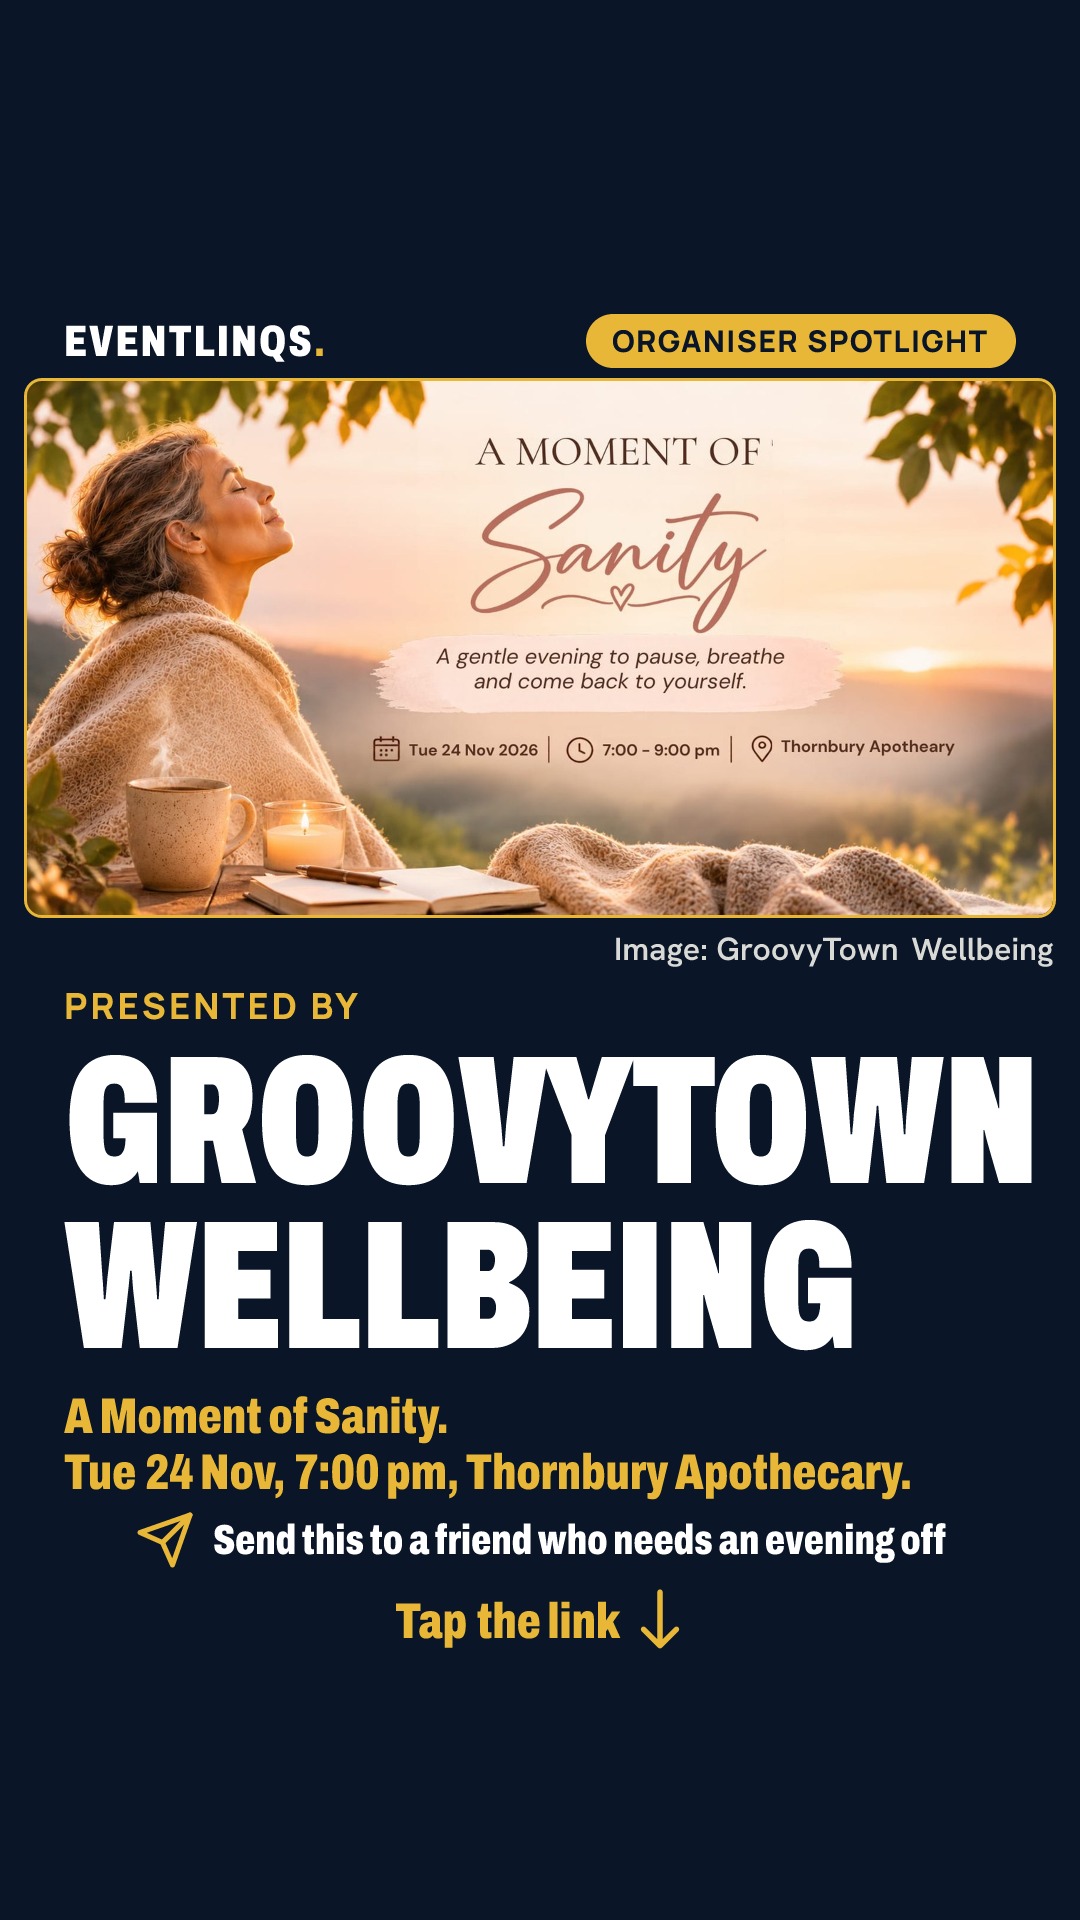 EVENTLINQS.
ORGANISER SPOTLIGHT
A MOMENT OF
Sanity
A gentle evening to pause, breathe
and come back to yourself.
Tue 24 Nov 2026 | 7:00 - 9:00 pm | Thornbury Apotheary
Image: GroovyTown Wellbeing
PRESENTED BY
GROOVYTOWN
WELLBEING
A Moment of Sanity.
Tue 24 Nov, 7:00 pm, Thornbury Apothecary.
Send this to a friend who needs an evening off
Tap the link